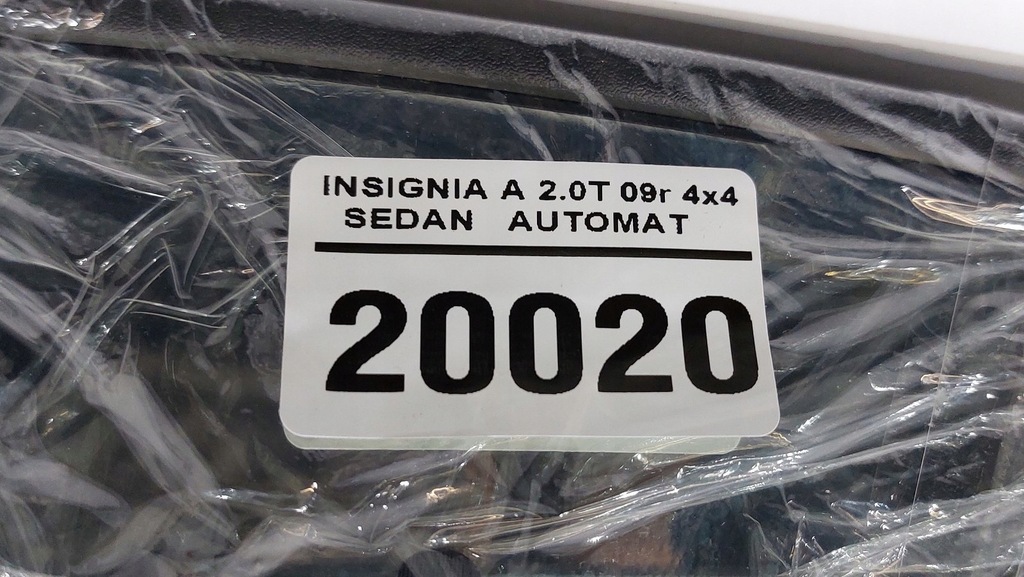 INSIGNIA A 2.0T 09r 4x4
SEDAN AUTOMAT
20020